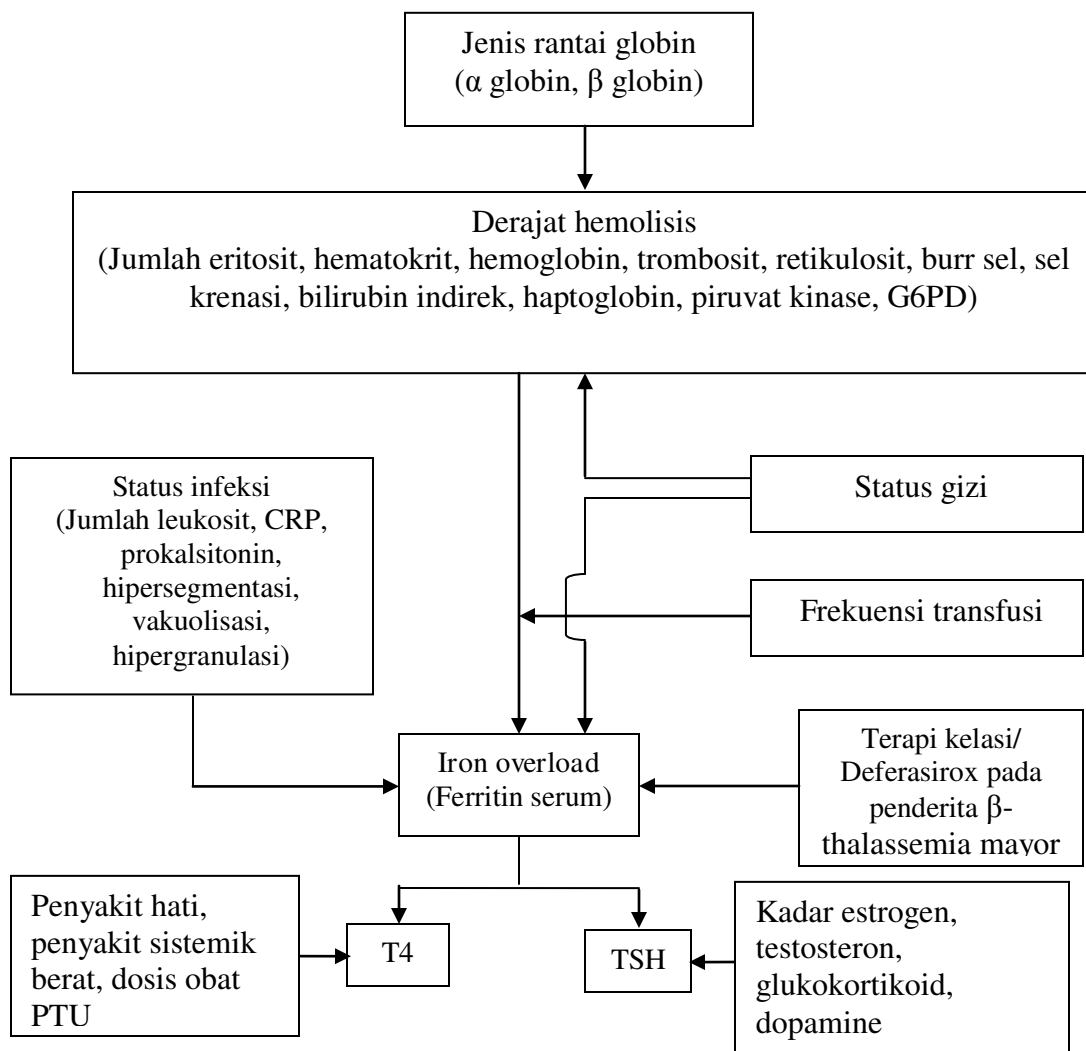 Jenis rantai globin
(α globin, β globin)
Derajat hemolisis
(Jumlah eritosit, hematokrit, hemoglobin, trombosit, retikulosit, burr sel, sel
krenasi, bilirubin indirek, haptoglobin, piruvat kinase, G6PD)
Status infeksi
(Jumlah leukosit, CRP,
prokalsitonin,
hipersegmentasi,
vakuolisasi,
hipergranulasi)
Status gizi
Frekuensi transfusi
Iron overload
(Ferritin serum)
Terapi kelasi/
Deferasirox pada
penderita β-
thalassemia mayor
Penyakit hati,
penyakit sistemik
berat, dosis obat
PTU
T4
TSH
Kadar estrogen,
testosteron,
glukokortikoid,
dopamine